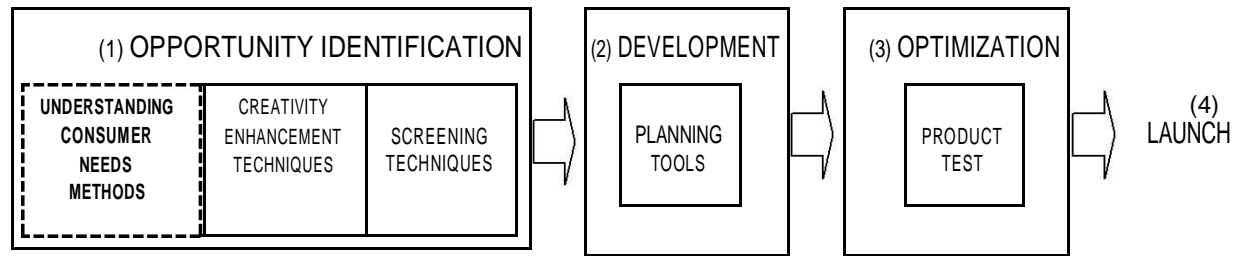 (1) OPPORTUNITY IDENTIFICATION
UNDERSTANDING
CONSUMER
NEEDS
METHODS
CREATIVITY
ENHANCEMENT
TECHNIQUES
SCREENING
TECHNIQUES
(2) DEVELOPMENT
PLANNING
TOOLS
(3) OPTIMIZATION
PRODUCT
TEST
(4)
LAUNCH